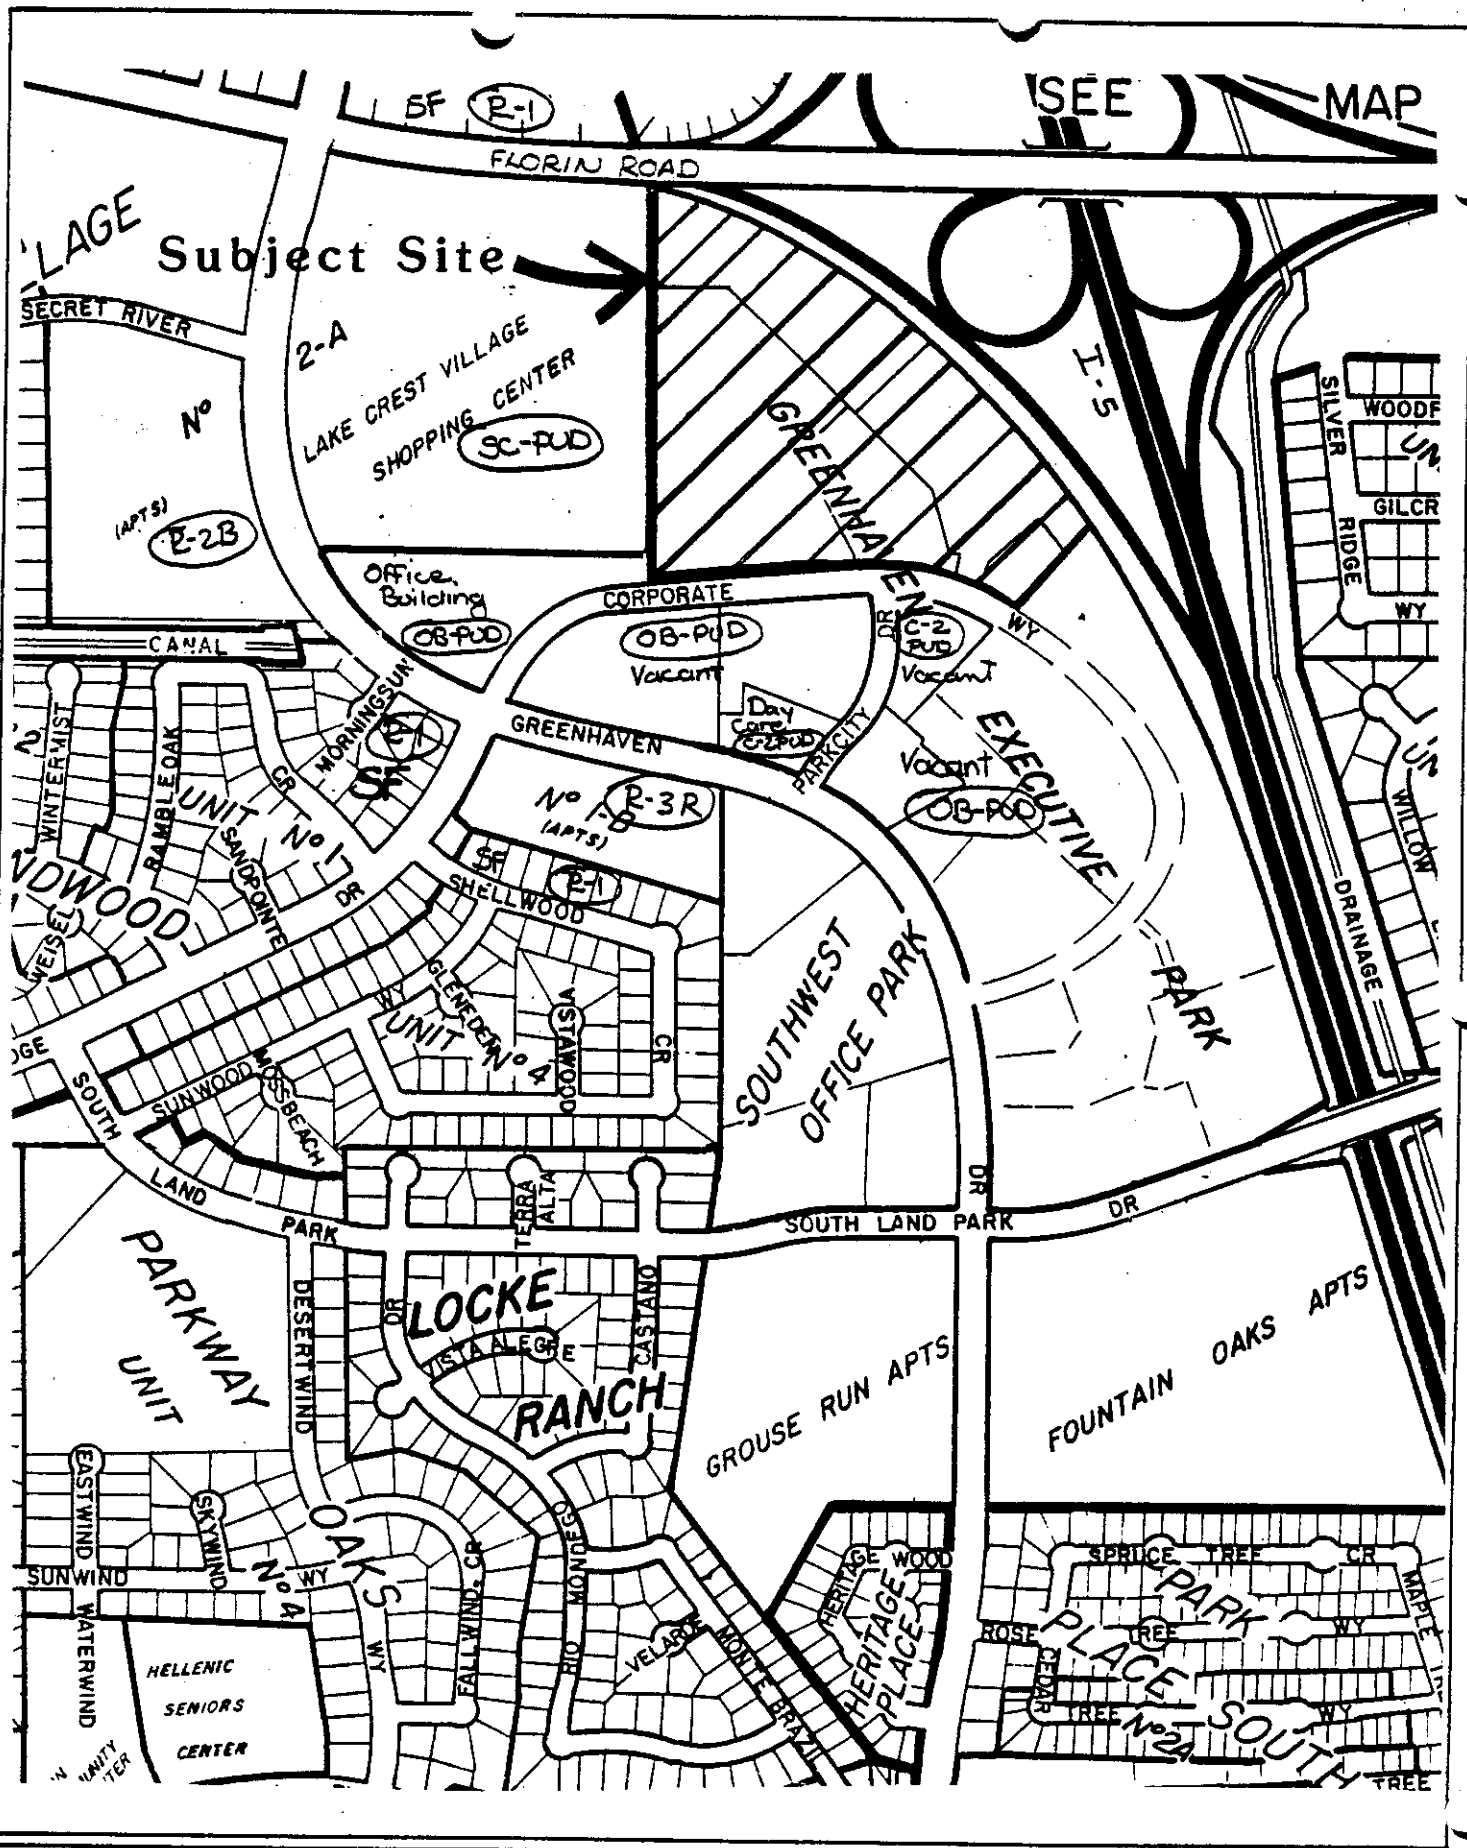 SF R-1
SEE MAP
FLORIN ROAD
Subject Site
SECRET RIVER
2-A
LAKE CREST VILLAGE
SHOPPING CENTER
SC-PUD
I-5
Nº
(APTS)
R-2B
SILVER
RIDGE
WY
GREENHAVEN
EXECUTIVE
PARK
Office
Building
OB-PUD
CORPORATE
WY
OB-PUD
Vacant
DR
C-2
PUD
Vacant
Day
Care
C-2 PUD
PARKCITY
Vacant
OB-PUD
CANAL
MORNINGSUN
SF
GREENHAVEN
Nº 1-D
(APTS)
R-3R
WINTERMIST
RAMBLEOAK
CR
UNIT Nº 17
SANDPOINTE
DR
WEISEL
SF
R-1
SHELLWOOD
GLENEDEN
WY
UNIT Nº 4
VISTAWOOD
CR
SUNWOOD
MOSSBEACH
SOUTHWEST
OFFICE PARK
WILLOW
DRAINAGE
SOUTH
LAND
PARK
TERRA
ALTA
DR
SOUTH LAND PARK
DR
PARKWAY
UNIT
DESERTWIND
DR
LOCKE
RANCH
VISTA ALEGRE
CASTANO
GROUSE RUN APTS
FOUNTAIN OAKS APTS
EASTWIND
SKYWIND
OAKS
Nº 4
SUNWIND
WY
WATERWIND
WY
FALLWIND CR
HELLENIC
SENIORS
CENTER
RIO
MONDEGO
VELARDE
MONTE BRAZIL
HERITAGE WOOD
HERITAGE
HERITAGE
PLACE
SPRUCE TREE CR
MAPLE
PARK
PLACE
SOUTH
Nº 2A
ROSE
TREE
WY
CEDAR
TREE
WY
TREE